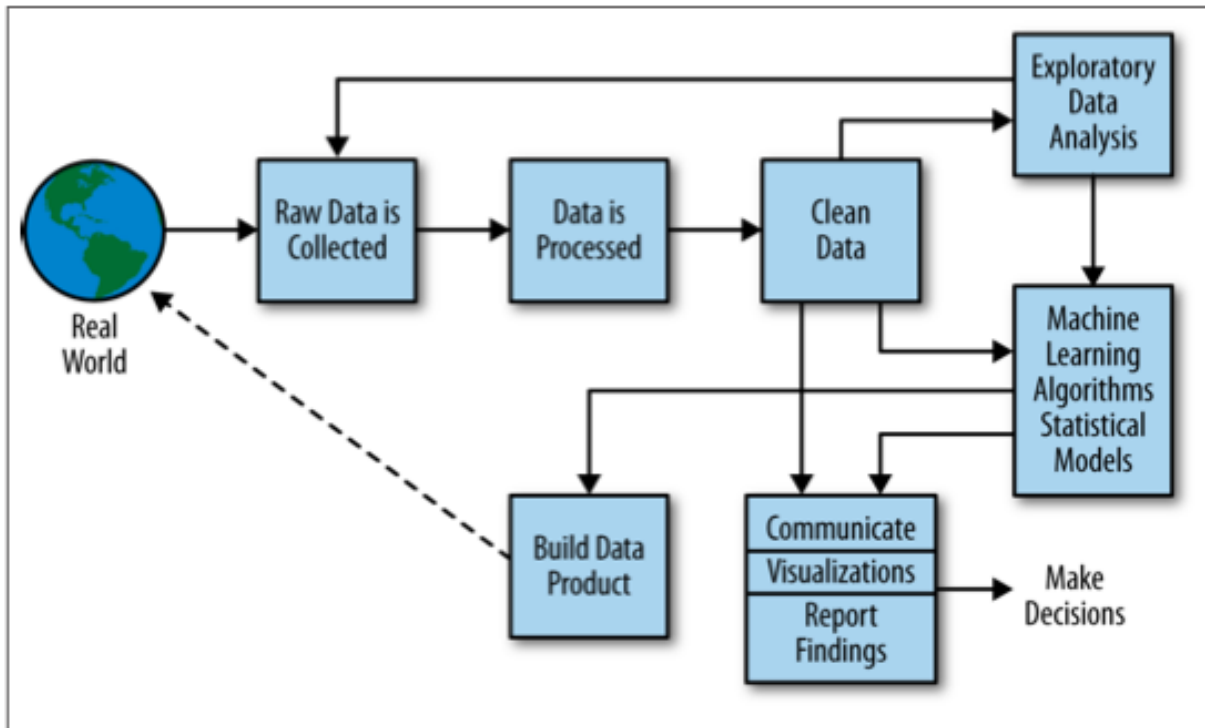 Exploratory
Data
Analysis
Raw Data is
Collected
Data is
Processed
Clean
Data
Real
World
Machine
Learning
Algorithms
Statistical
Models
Build Data
Product
Communicate
Visualizations
Report
Findings
Make
Decisions